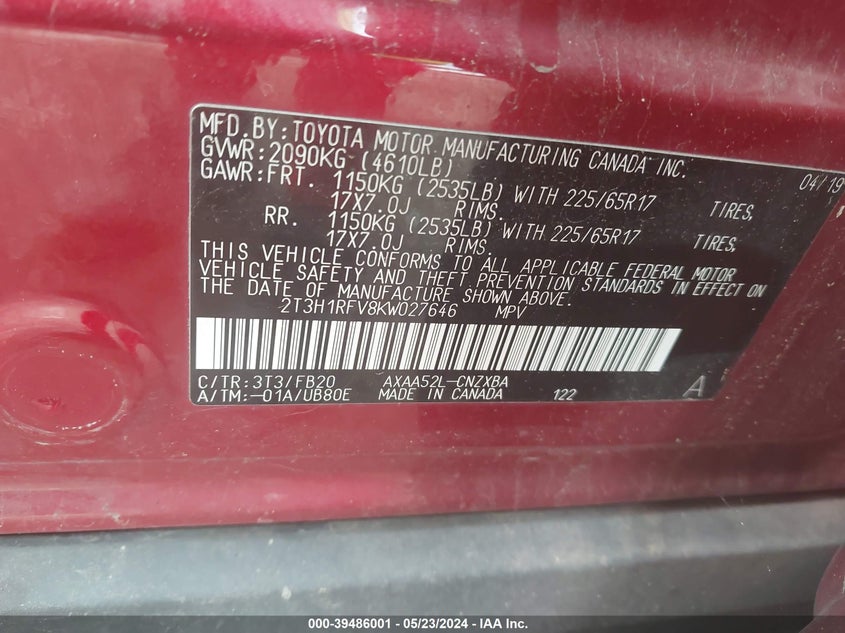 MFD.BY:TOYOTA MOTOR MANUFACTURING CANADA INC.
GVWR:2090KG (4610LB) 04/19
GAWR:FRT. 1150KG (2535LB) WITH 225/65R17 TIRES,
17X7.0J RIMS.
RR. 1150KG (2535LB) WITH 225/65R17 TIRES,
17X7.0J RIMS.
THIS VEHICLE CONFORMS TO ALL APPLICABLE FEDERAL MOTOR
VEHICLE SAFETY AND THEFT PREVENTION STANDARDS IN EFFECT ON
THE DATE OF MANUFACTURE SHOWN ABOVE.
2T3H1RFV8KW027646 MPV
C/TR:3T3/FB20 AXAA52L-CNZXBA
A/TM:-01A/UB80E MADE IN CANADA 122 A
000-39486001 - 05/23/2024 - IAA Inc.